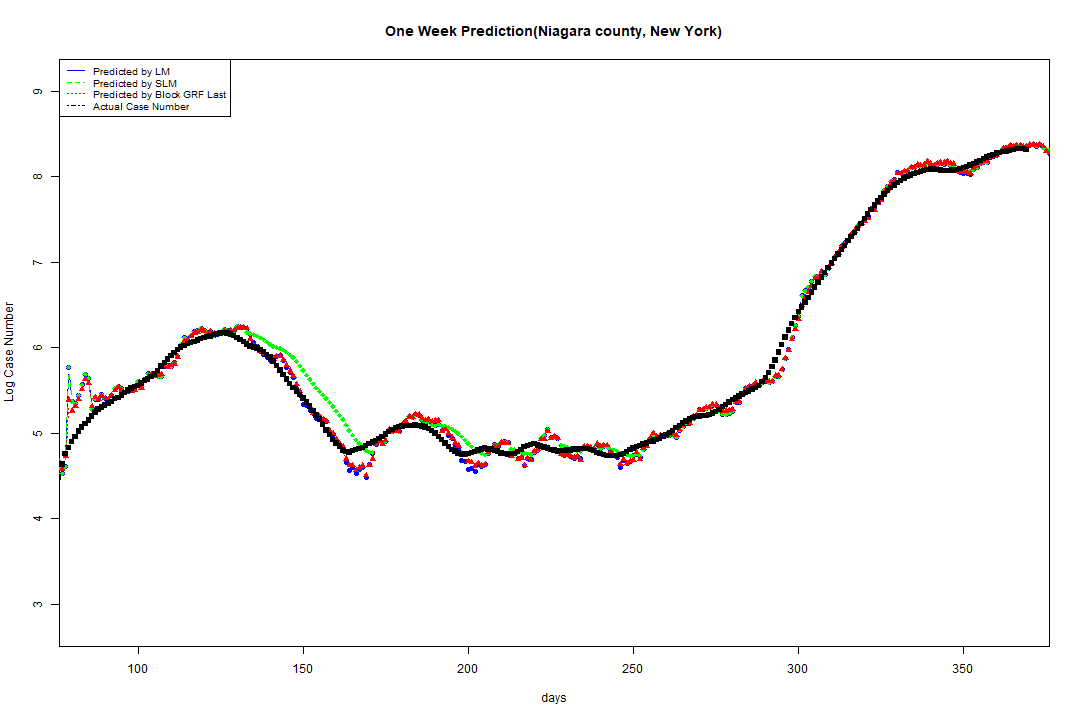 One Week Prediction(Niagara county, New York)
Predicted by LM
Predicted by SLM
Predicted by Block GRF Last
Actual Case Number
Log Case Number
9
8
7
6
5
4
3
100 150 200 250 300 350
days